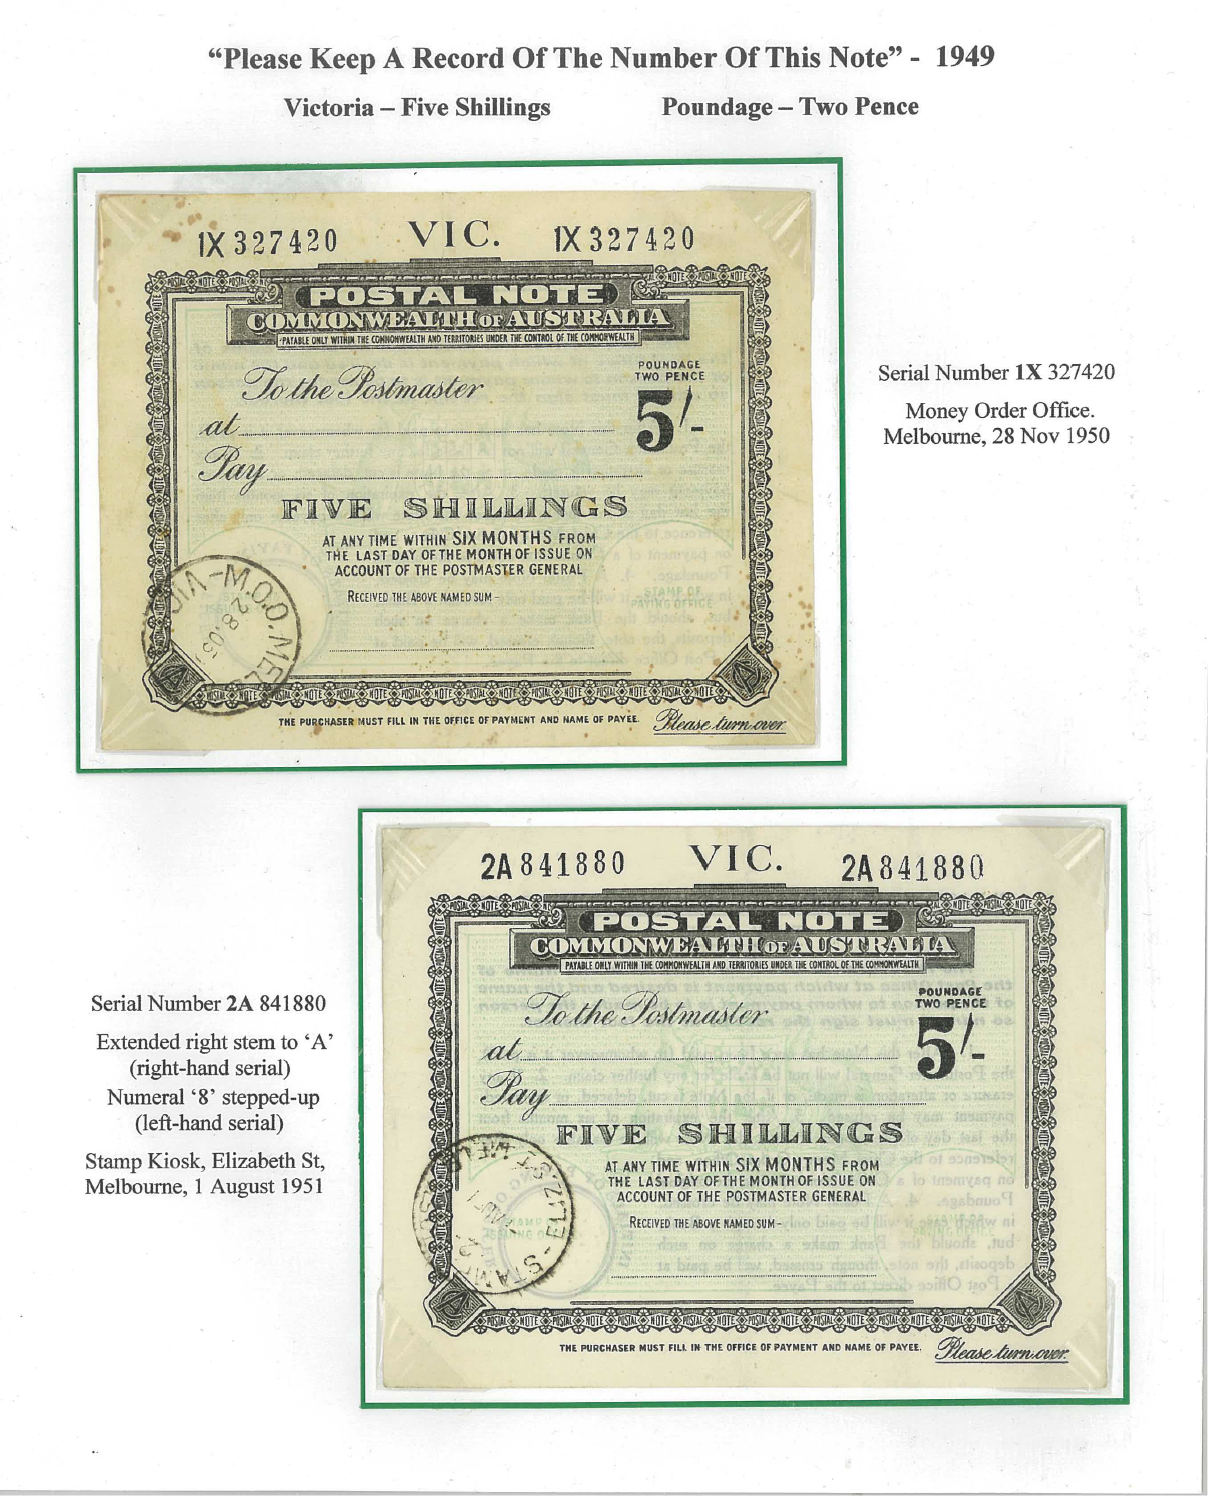 “Please Keep A Record Of The Number Of This Note” - 1949
Victoria – Five Shillings Poundage – Two Pence
1X 327420 VIC. 1X 327420
POSTAL NOTE
COMMONWEALTH OF AUSTRALIA
PAYABLE ONLY WITHIN THE COMMONWEALTH AND TERRITORIES UNDER THE CONTROL OF THE COMMONWEALTH
POUNDAGE
TWO PENCE
5/-
To the Postmaster
at
Pay
FIVE SHILLINGS
AT ANY TIME WITHIN SIX MONTHS FROM
THE LAST DAY OF THE MONTH OF ISSUE ON
ACCOUNT OF THE POSTMASTER GENERAL
RECEIVED THE ABOVE NAMED SUM -
STAMP OF
PAYING OFFICE
THE PURCHASER MUST FILL IN THE OFFICE OF PAYMENT AND NAME OF PAYEE.
Please turn over.
Serial Number 1X 327420
Money Order Office.
Melbourne, 28 Nov 1950
2A 841880 VIC. 2A 841880
POSTAL NOTE
COMMONWEALTH OF AUSTRALIA
PAYABLE ONLY WITHIN THE COMMONWEALTH AND TERRITORIES UNDER THE CONTROL OF THE COMMONWEALTH
POUNDAGE
TWO PENCE
5/-
To the Postmaster
at
Pay
FIVE SHILLINGS
AT ANY TIME WITHIN SIX MONTHS FROM
THE LAST DAY OF THE MONTH OF ISSUE ON
ACCOUNT OF THE POSTMASTER GENERAL
RECEIVED THE ABOVE NAMED SUM -
THE PURCHASER MUST FILL IN THE OFFICE OF PAYMENT AND NAME OF PAYEE.
Please turn over.
Serial Number 2A 841880
Extended right stem to ‘A’
(right-hand serial)
Numeral ‘8’ stepped-up
(left-hand serial)
Stamp Kiosk, Elizabeth St,
Melbourne, 1 August 1951